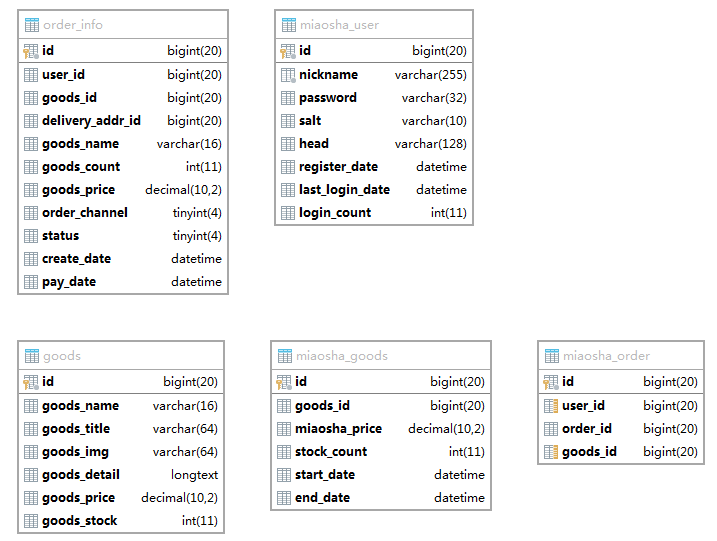 order_info
id bigint(20)
user_id bigint(20)
goods_id bigint(20)
delivery_addr_id bigint(20)
goods_name varchar(16)
goods_count int(11)
goods_price decimal(10,2)
order_channel tinyint(4)
status tinyint(4)
create_date datetime
pay_date datetime
miaosha_user
id bigint(20)
nickname varchar(255)
password varchar(32)
salt varchar(10)
head varchar(128)
register_date datetime
last_login_date datetime
login_count int(11)
goods
id bigint(20)
goods_name varchar(16)
goods_title varchar(64)
goods_img varchar(64)
goods_detail longtext
goods_price decimal(10,2)
goods_stock int(11)
miaosha_goods
id bigint(20)
goods_id bigint(20)
miaosha_price decimal(10,2)
stock_count int(11)
start_date datetime
end_date datetime
miaosha_order
id bigint(20)
user_id bigint(20)
order_id bigint(20)
goods_id bigint(20)